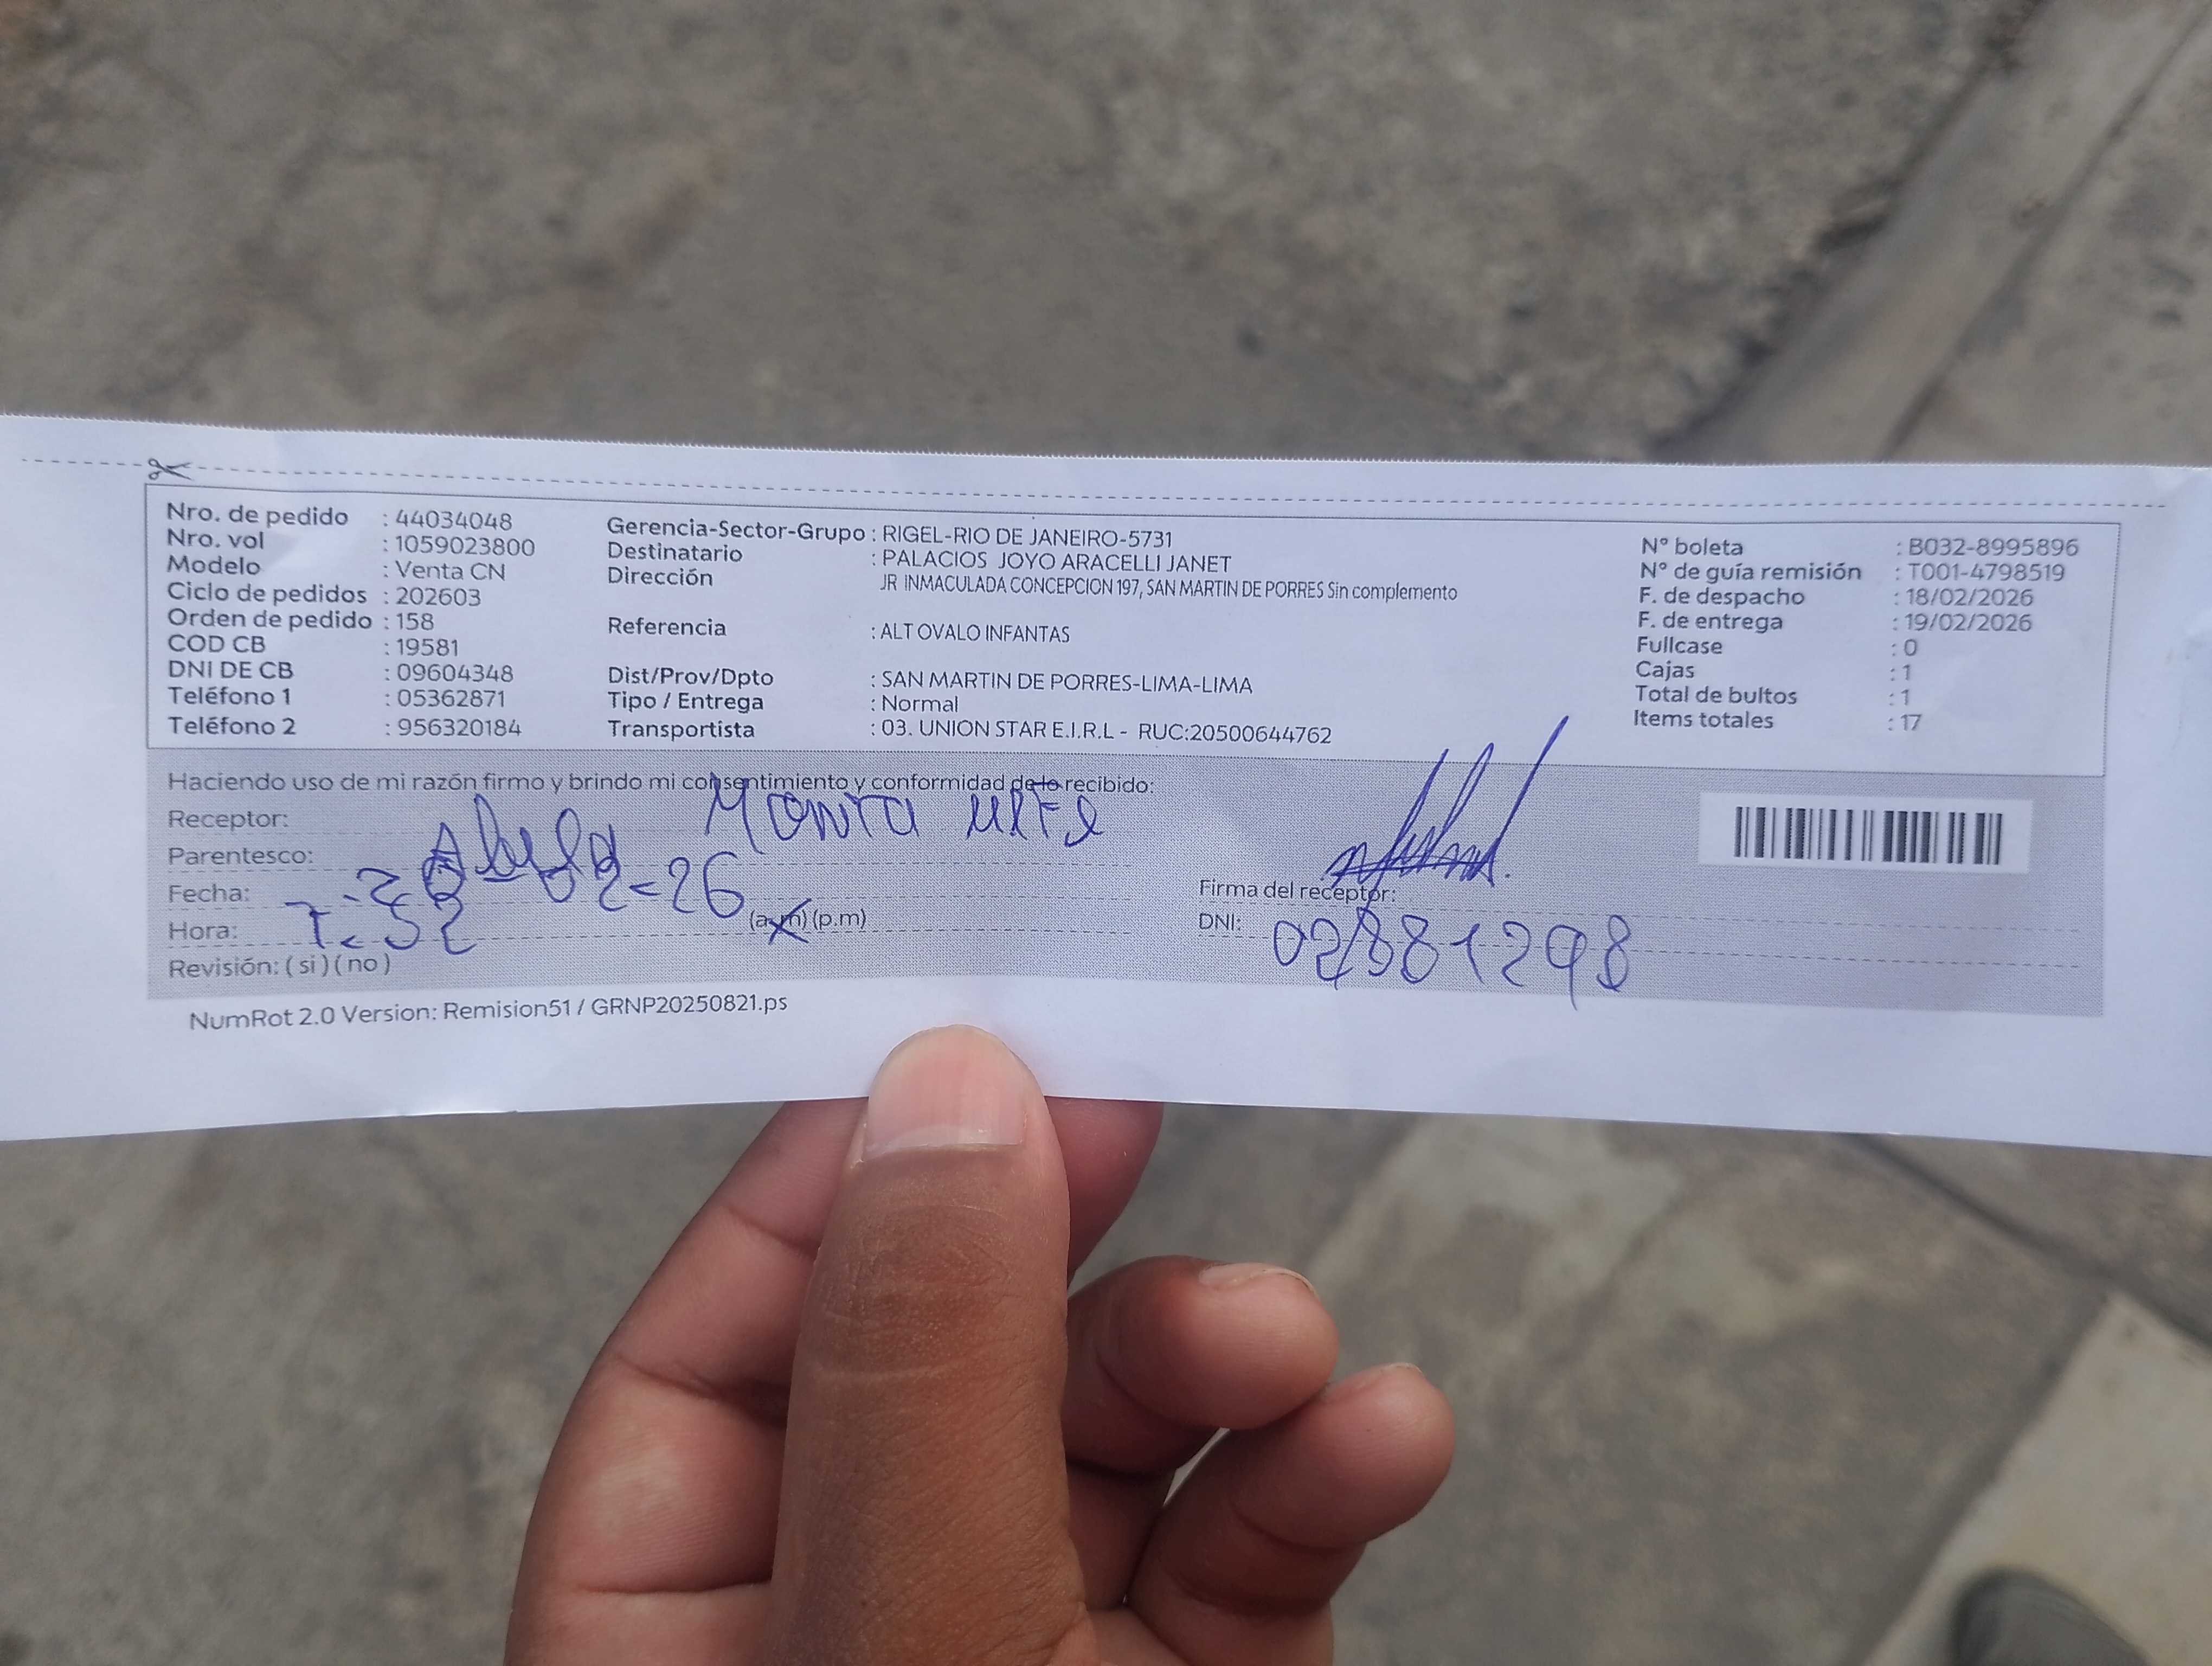 Nro. de pedido : 44034048
Nro. vol : 1059023800
Modelo : Venta CN
Ciclo de pedidos : 202603
Orden de pedido : 158
COD CB : 19581
DNI DE CB : 09604348
Teléfono 1 : 05362871
Teléfono 2 : 956320184
Gerencia-Sector-Grupo : RIGEL-RIO DE JANEIRO-5731
Destinatario : PALACIOS JOYO ARACELLI JANET
Dirección JR INMACULADA CONCEPCION 197, SAN MARTIN DE PORRES Sin complemento
Referencia : ALT OVALO INFANTAS
Dist/Prov/Dpto : SAN MARTIN DE PORRES-LIMA-LIMA
Tipo / Entrega : Normal
Transportista : 03. UNION STAR E.I.R.L - RUC:20500644762
N° boleta : B032-8995896
N° de guía remisión : T001-4798519
F. de despacho : 18/02/2026
F. de entrega : 19/02/2026
Fullcase : 0
Cajas : 1
Total de bultos : 1
Items totales : 17
Haciendo uso de mi razón firmo y brindo mi consentimiento y conformidad de lo recibido:
Receptor:
Parentesco:
Fecha: 02-26
Hora: 7:52 (a.m) (p.m)
Revisión: ( si ) ( no )
Firma del receptor:
DNI: 02881298
NumRot 2.0 Version: Remision51 / GRNP20250821.ps